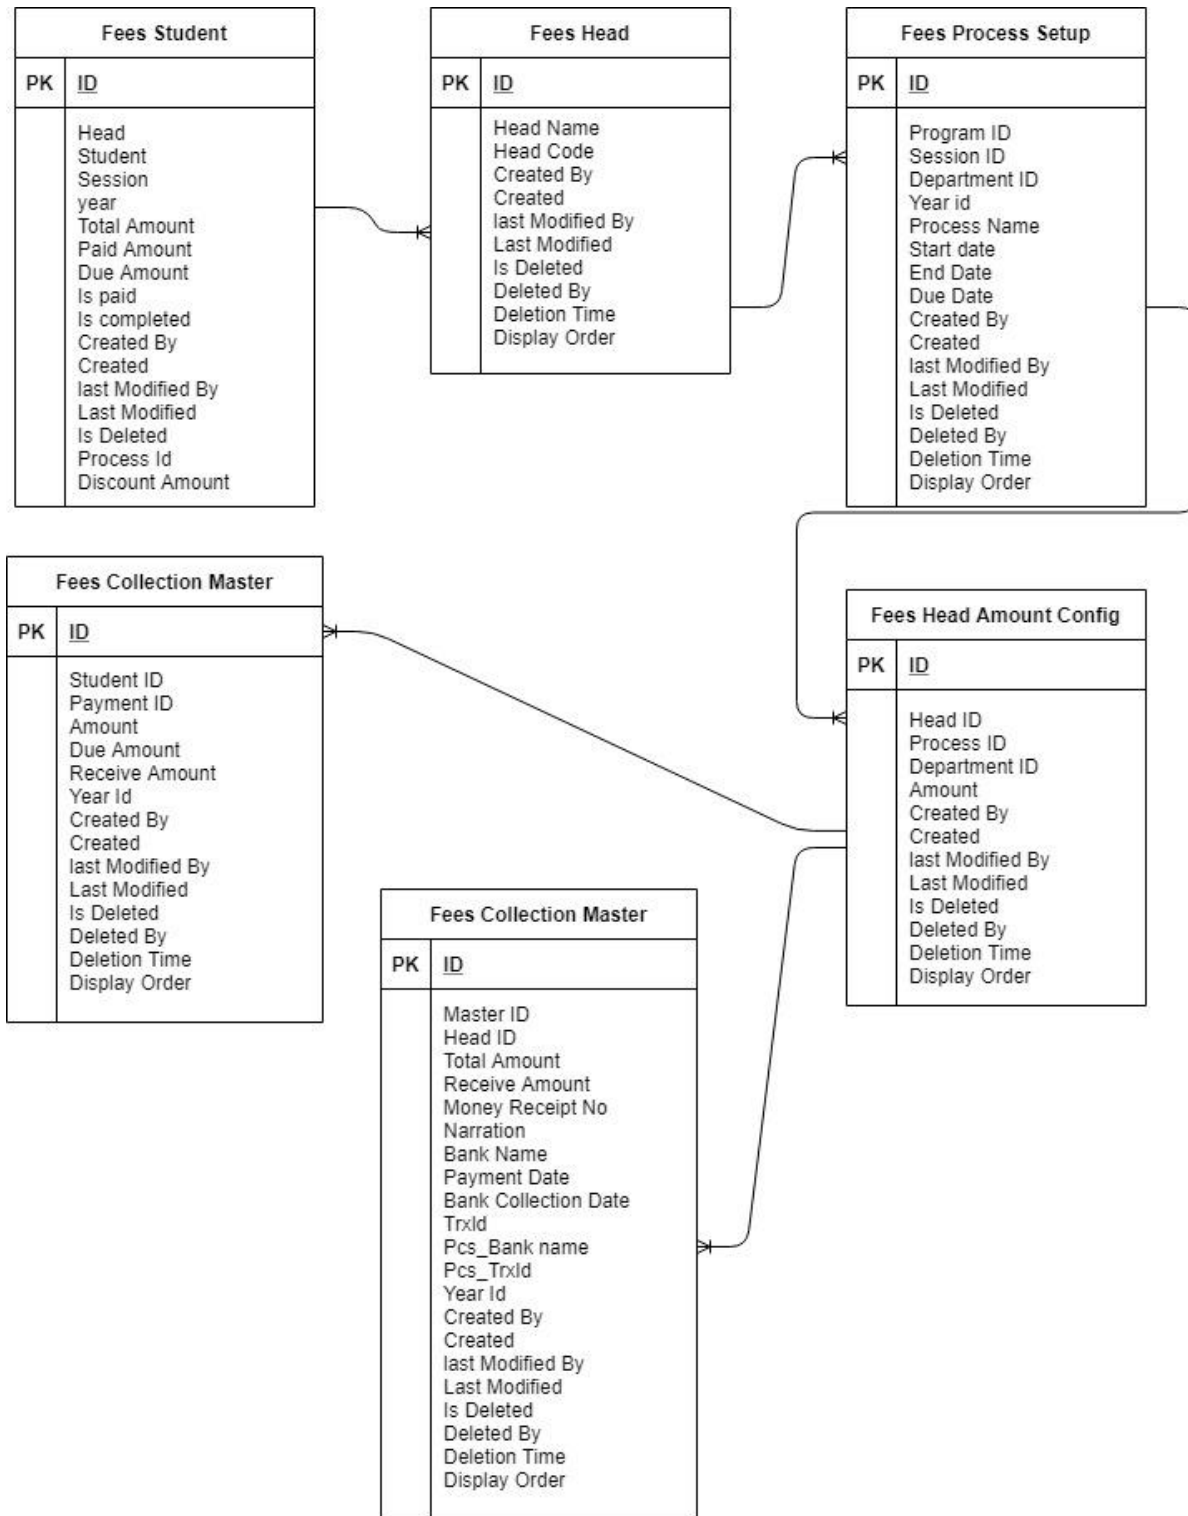 Fees Student
PK ID
Head
Student
Session
year
Total Amount
Paid Amount
Due Amount
Is paid
Is completed
Created By
Created
last Modified By
Last Modified
Is Deleted
Process Id
Discount Amount
Fees Head
PK ID
Head Name
Head Code
Created By
Created
last Modified By
Last Modified
Is Deleted
Deleted By
Deletion Time
Display Order
Fees Process Setup
PK ID
Program ID
Session ID
Department ID
Year id
Process Name
Start date
End Date
Due Date
Created By
Created
last Modified By
Last Modified
Is Deleted
Deleted By
Deletion Time
Display Order
Fees Collection Master
PK ID
Student ID
Payment ID
Amount
Due Amount
Receive Amount
Year Id
Created By
Created
last Modified By
Last Modified
Is Deleted
Deleted By
Deletion Time
Display Order
Fees Head Amount Config
PK ID
Head ID
Process ID
Department ID
Amount
Created By
Created
last Modified By
Last Modified
Is Deleted
Deleted By
Deletion Time
Display Order
Fees Collection Master
PK ID
Master ID
Head ID
Total Amount
Receive Amount
Money Receipt No
Narration
Bank Name
Payment Date
Bank Collection Date
TrxId
Pcs_Bank name
Pcs_TrxId
Year Id
Created By
Created
last Modified By
Last Modified
Is Deleted
Deleted By
Deletion Time
Display Order